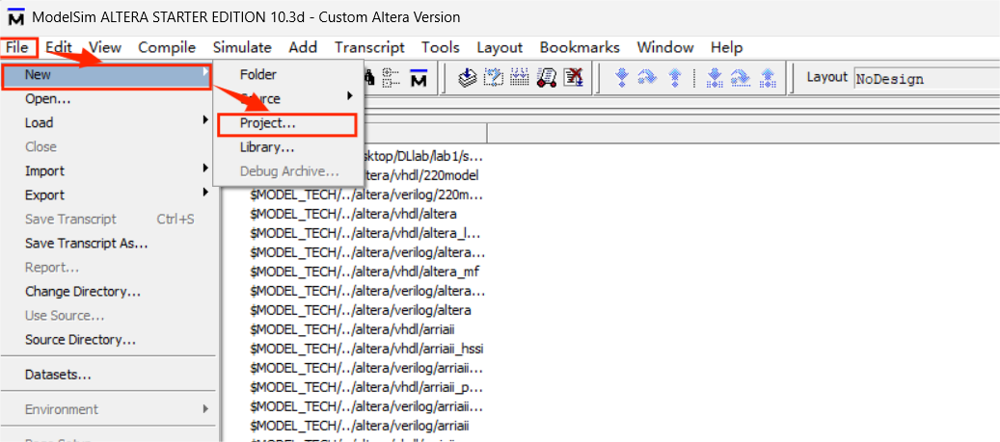 ModelSim ALTERA STARTER EDITION 10.3d - Custom Altera Version
File Edit View Compile Simulate Add Transcript Tools Layout Bookmarks Window Help
Layout NoDesign
New
Open...
Load
Close
Import
Export
Save Transcript Ctrl+S
Save Transcript As...
Report...
Change Directory...
Use Source...
Source Directory...
Datasets...
Environment
Folder
Source
Project...
Library...
Debug Archive...
sktop/DLlab/lab1/s...
tera/vhdl/220model
$MODEL_TECH/../altera/verilog/220m...
$MODEL_TECH/../altera/vhdl/altera
$MODEL_TECH/../altera/vhdl/altera_l...
$MODEL_TECH/../altera/verilog/altera...
$MODEL_TECH/../altera/vhdl/altera_mf
$MODEL_TECH/../altera/verilog/altera...
$MODEL_TECH/../altera/verilog/altera
$MODEL_TECH/../altera/vhdl/arriaii
$MODEL_TECH/../altera/vhdl/arriaii_hssi
$MODEL_TECH/../altera/verilog/arriaii...
$MODEL_TECH/../altera/vhdl/arriaii_p...
$MODEL_TECH/../altera/verilog/arriaii...
$MODEL_TECH/../altera/verilog/arriaii